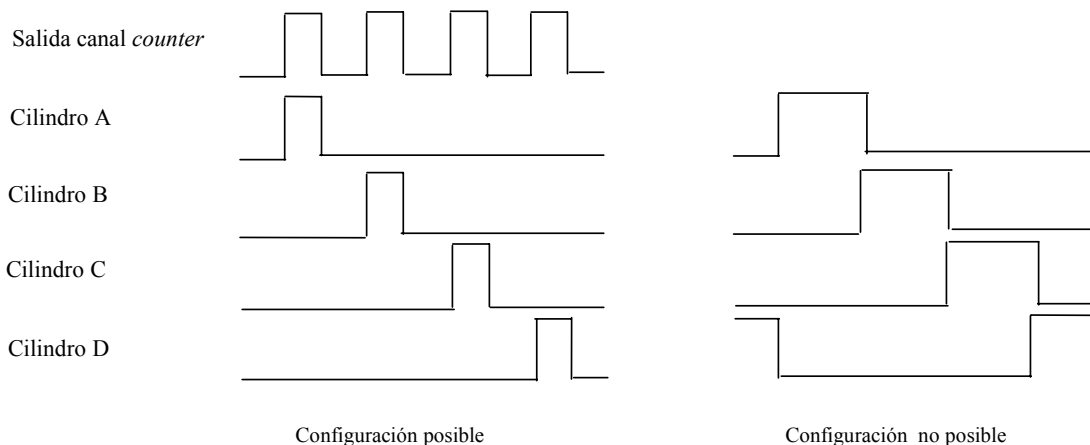 Salida canal counter
Cilindro A
Cilindro B
Cilindro C
Cilindro D
Configuración posible
Configuración no posible